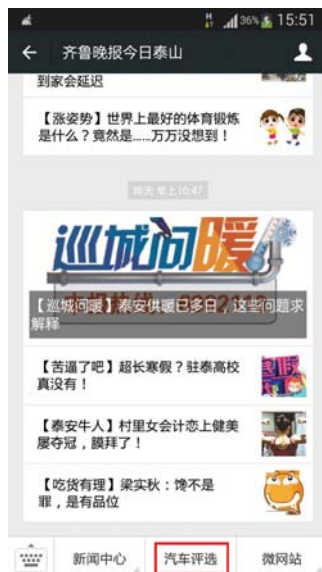 36% 15:51
齐鲁晚报今日泰山
到家会延迟
【涨姿势】世界上最好的体育锻炼
是什么？竟然是……万万没想到！
昨天 早上10:47
巡城问暖
【巡城问暖】泰安供暖已多日，这些问题求
解释
【苦逼了吧】超长寒假？驻泰高校
真没有！
【泰安牛人】村里女会计恋上健美
屡夺冠，膜拜了！
【吃货有理】梁实秋：馋不是
罪，是有品位
新闻中心 汽车评选 微网站